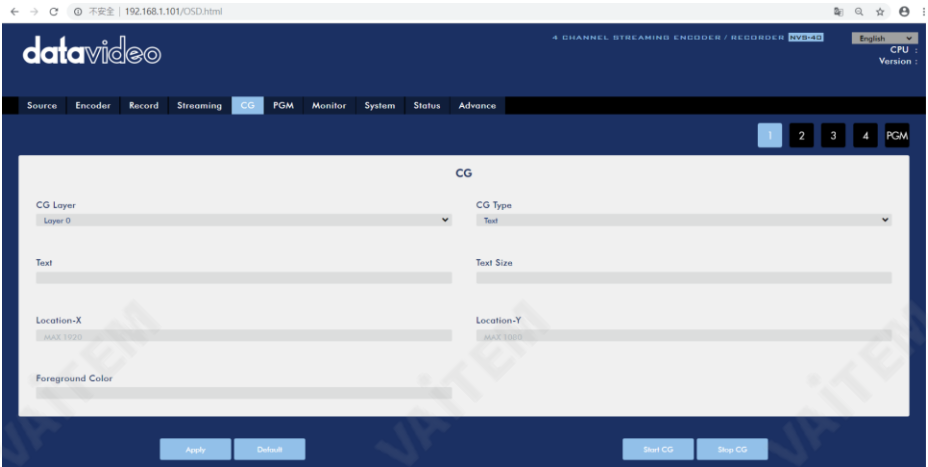 不安全 | 192.168.1.101/OSD.html
datavideo
4 CHANNEL STREAMING ENCODER / RECORDER NVS-40
English
CPU :
Version :
Source Encoder Record Streaming CG PGM Monitor System Status Advance
1 2 3 4 PGM
CG
CG Layer CG Type
Layer 0 Text
Text Text Size
Location-X Location-Y
MAX 1920 MAX 1080
Foreground Color
Apply Default Start CG Stop CG
VAITEM VAITEM VAITEM